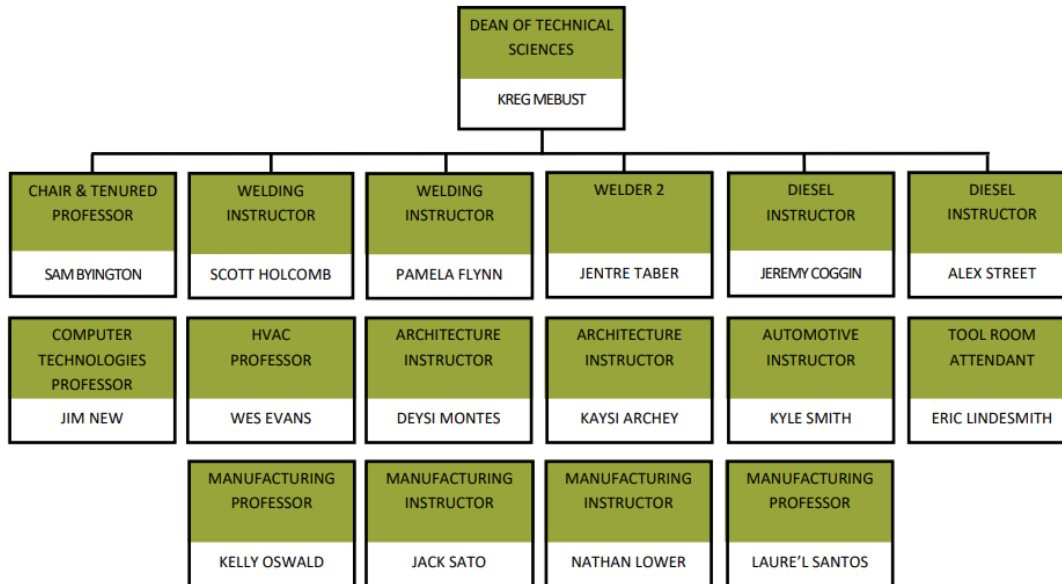 DEAN OF TECHNICAL
SCIENCES
KREG MEBUST
CHAIR & TENURED
PROFESSOR
SAM BYINGTON
WELDING
INSTRUCTOR
SCOTT HOLCOMB
WELDING
INSTRUCTOR
PAMELA FLYNN
WELDER 2
JENTRE TABER
DIESEL
INSTRUCTOR
JEREMY COGGIN
DIESEL
INSTRUCTOR
ALEX STREET
COMPUTER
TECHNOLOGIES
PROFESSOR
JIM NEW
HVAC
PROFESSOR
WES EVANS
ARCHITECTURE
INSTRUCTOR
DEYSI MONTES
ARCHITECTURE
INSTRUCTOR
KAYSI ARCHEY
AUTOMOTIVE
INSTRUCTOR
KYLE SMITH
TOOL ROOM
ATTENDANT
ERIC LINDESMITH
MANUFACTURING
PROFESSOR
KELLY OSWALD
MANUFACTURING
INSTRUCTOR
JACK SATO
MANUFACTURING
INSTRUCTOR
NATHAN LOWER
MANUFACTURING
PROFESSOR
LAURE’L SANTOS